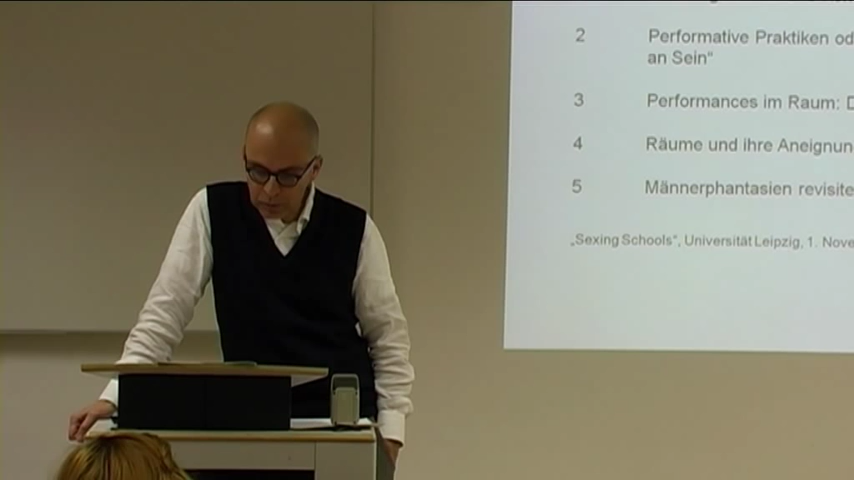 2 Performative Praktiken od
an Sein“
3 Performances im Raum: D
4 Räume und ihre Aneignun
5 Männerphantasien revisite
„Sexing Schools“, Universität Leipzig, 1. Nove